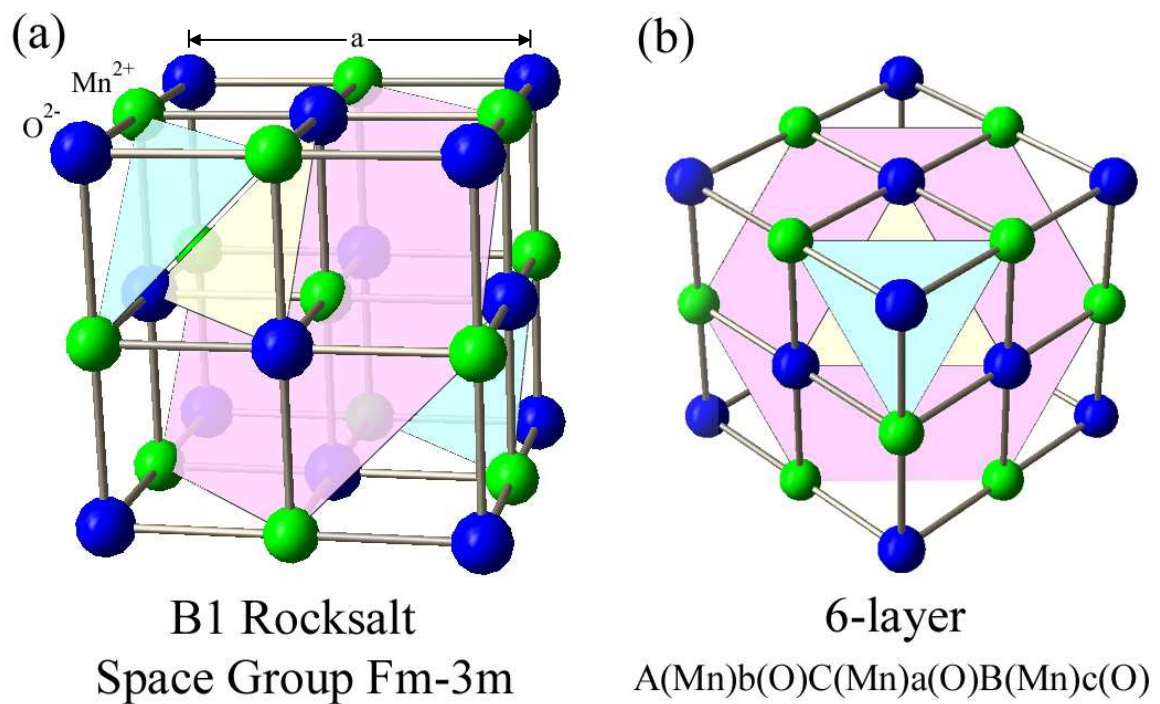 (a)
a
Mn2+
O2-
B1 Rocksalt
Space Group Fm-3m
(b)
6-layer
A(Mn)b(O)C(Mn)a(O)B(Mn)c(O)